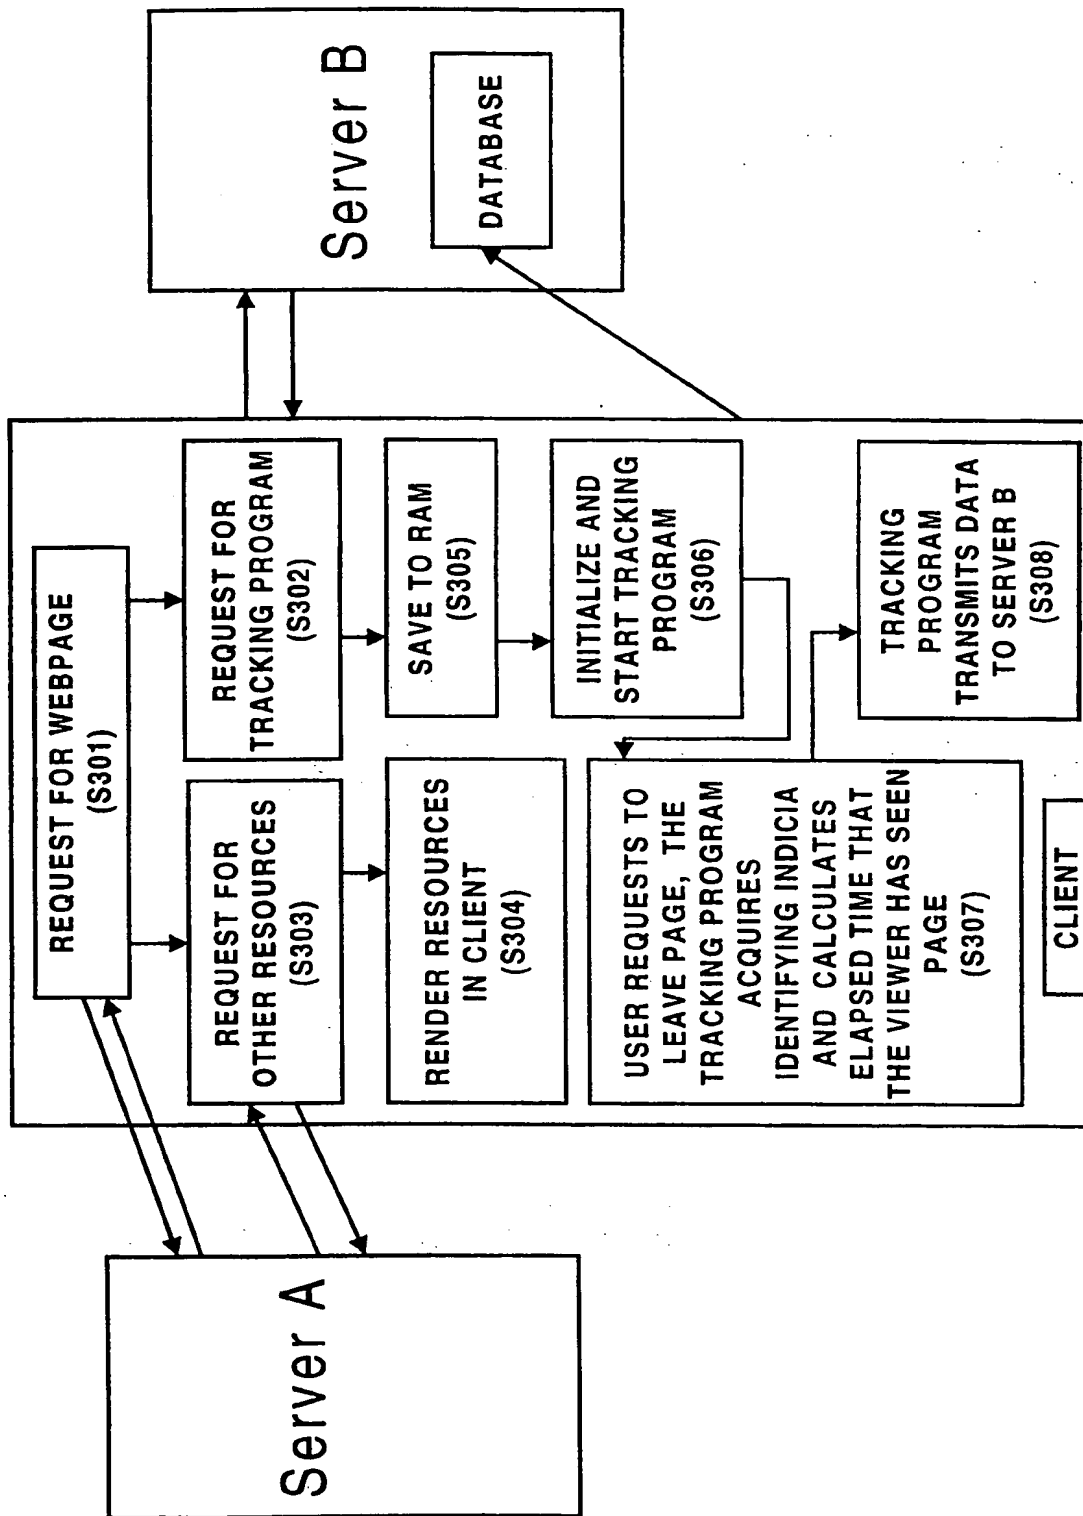 Server A
REQUEST FOR WEBPAGE
(S301)
REQUEST FOR
OTHER RESOURCES
(S303)
REQUEST FOR
TRACKING PROGRAM
(S302)
RENDER RESOURCES
IN CLIENT
(S304)
SAVE TO RAM
(S305)
INITIALIZE AND
START TRACKING
PROGRAM
(S306)
USER REQUESTS TO
LEAVE PAGE, THE
TRACKING PROGRAM
ACQUIRES
IDENTIFYING INDICIA
AND CALCULATES
ELAPSED TIME THAT
THE VIEWER HAS SEEN
PAGE
(S307)
TRACKING
PROGRAM
TRANSMITS DATA
TO SERVER B
(S308)
CLIENT
Server B
DATABASE